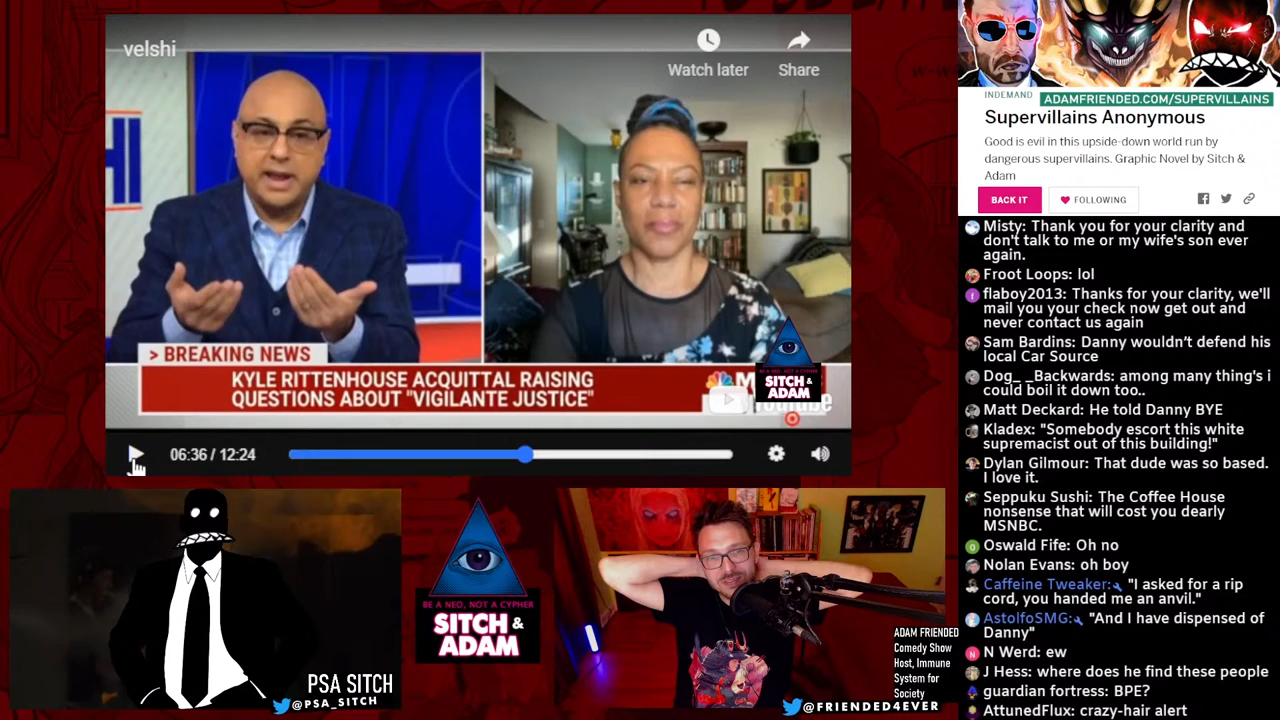 velshi
Watch later
Share
> BREAKING NEWS
KYLE RITTENHOUSE ACQUITTAL RAISING
QUESTIONS ABOUT "VIGILANTE JUSTICE"
BE A NEO, NOT A CYPHER
SITCH &
ADAM
06:36 / 12:24
PSA SITCH
@PSA_SITCH
BE A NEO, NOT A CYPHER
SITCH &
ADAM
ADAM FRIENDED
Comedy Show
Host, Immune
System for
Society
@FRIENDED4EVER
INDEMAND
ADAMFRIENDED.COM/SUPERVILLAINS
Supervillains Anonymous
Good is evil in this upside-down world run by
dangerous supervillains. Graphic Novel by Sitch &
Adam
BACK IT
FOLLOWING
Misty: Thank you for your clarity and
don't talk to me or my wife's son ever
again.
Froot Loops: lol
flaboy2013: Thanks for your clarity, we'll
mail you your check now get out and
never contact us again
Sam Bardins: Danny wouldn't defend his
local Car Source
Dog_ _Backwards: among many thing's i
could boil it down too..
Matt Deckard: He told Danny BYE
Kladex: "Somebody escort this white
supremacist out of this building!"
Dylan Gilmour: That dude was so based.
I love it.
Seppuku Sushi: The Coffee House
nonsense that will cost you dearly
MSNBC.
Oswald Fife: Oh no
Nolan Evans: oh boy
Caffeine Tweaker: "I asked for a rip
cord, you handed me an anvil."
AstolfoSMG: "And I have dispensed of
Danny"
N Werd: ew
J Hess: where does he find these people
guardian fortress: BPE?
AttunedFlux: crazy-hair alert